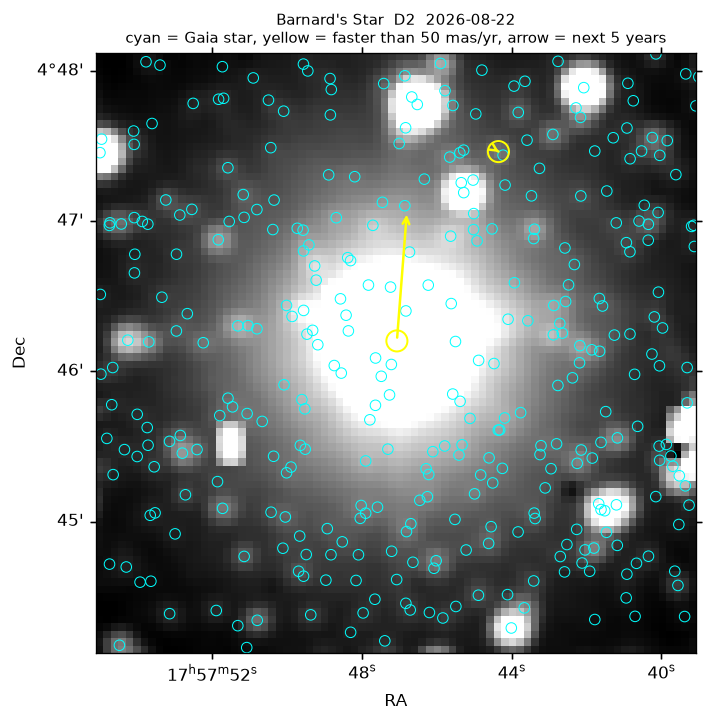 Barnard's Star  D2  2026-08-22
cyan = Gaia star, yellow = faster than 50 mas/yr, arrow = next 5 years
4°48'
47'
46'
45'
Dec
17h57m52s
48s
44s
40s
RA